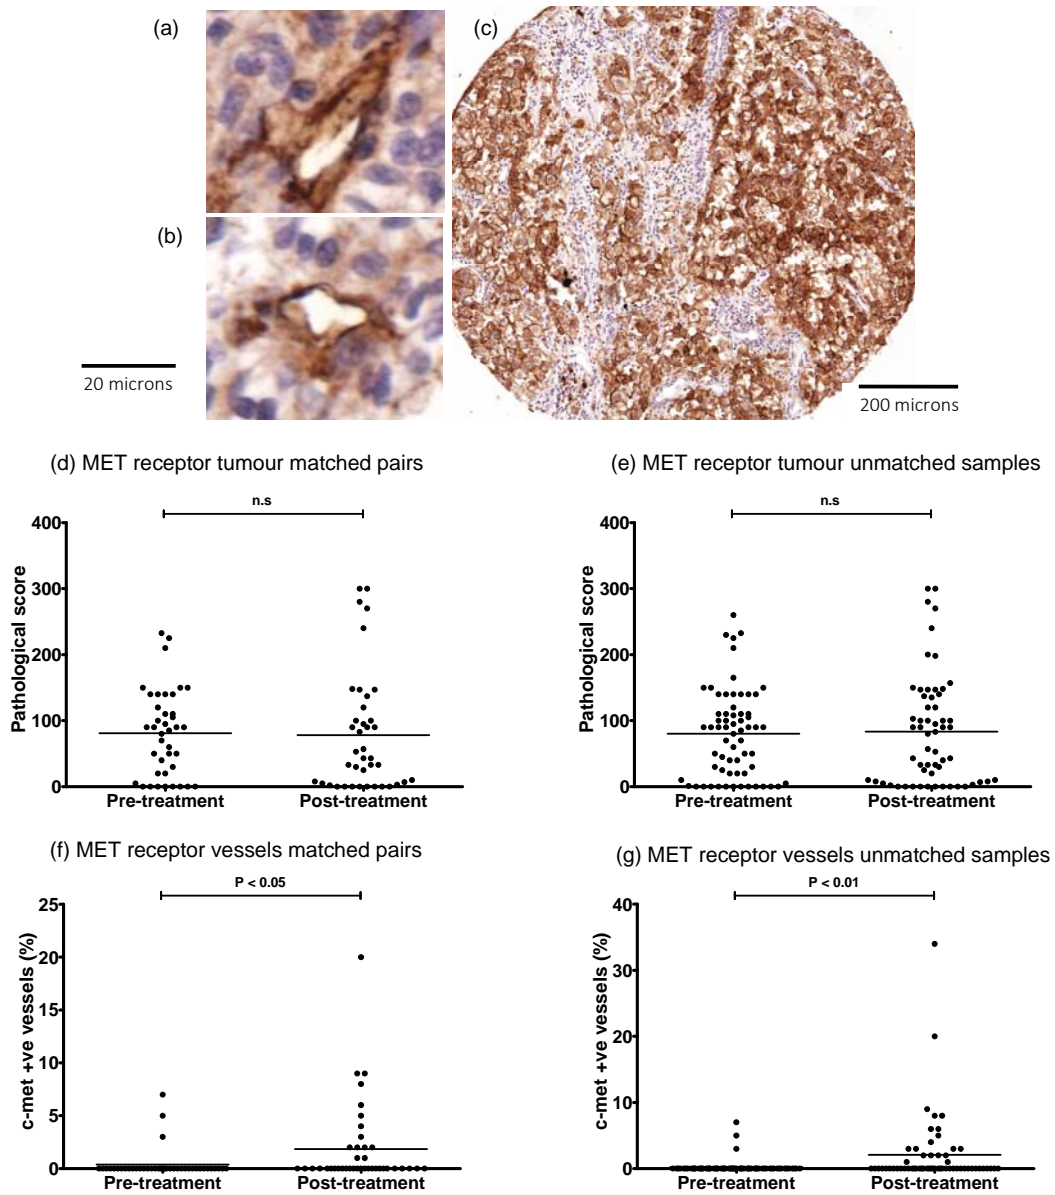 (a)
(b)
(c)
20 microns
200 microns
(d) MET receptor tumour matched pairs
n.s
400
300
200
100
0
Pathological score
Pre-treatment
Post-treatment
(e) MET receptor tumour unmatched samples
n.s
400
300
200
100
0
Pathological score
Pre-treatment
Post-treatment
(f) MET receptor vessels matched pairs
P < 0.05
25
20
15
10
5
0
c-met +ve vessels (%)
Pre-treatment
Post-treatment
(g) MET receptor vessels unmatched samples
P < 0.01
40
30
20
10
0
c-met +ve vessels (%)
Pre-treatment
Post-treatment